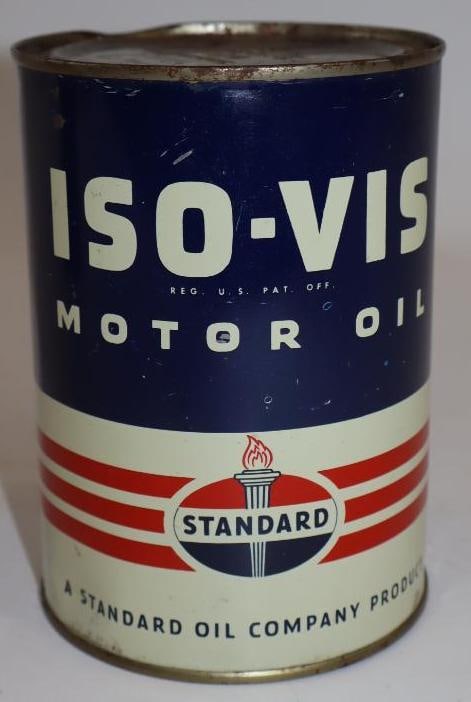 ISO-VIS
REG. U.S. PAT. OFF.
MOTOR OIL
STANDARD
A STANDARD OIL COMPANY PRODUC